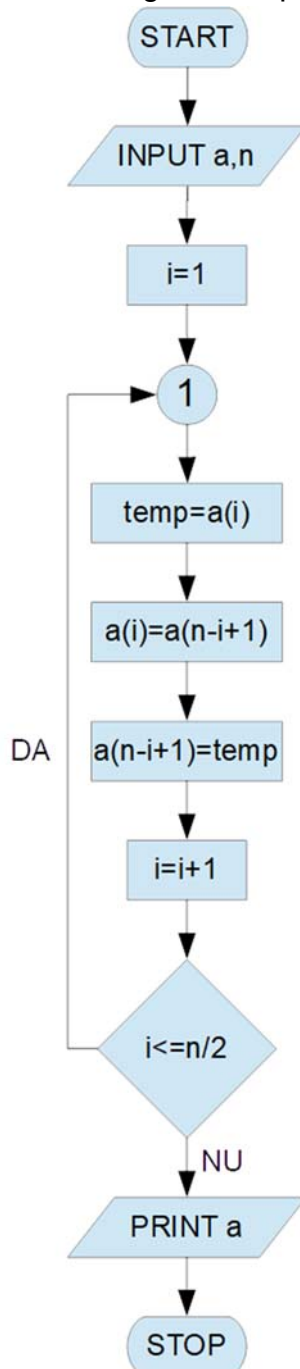 START
INPUT a,n
i=1
1
temp=a(i)
a(i)=a(n-i+1)
DA
a(n-i+1)=temp
i=i+1
i<=n/2
NU
PRINT a
STOP